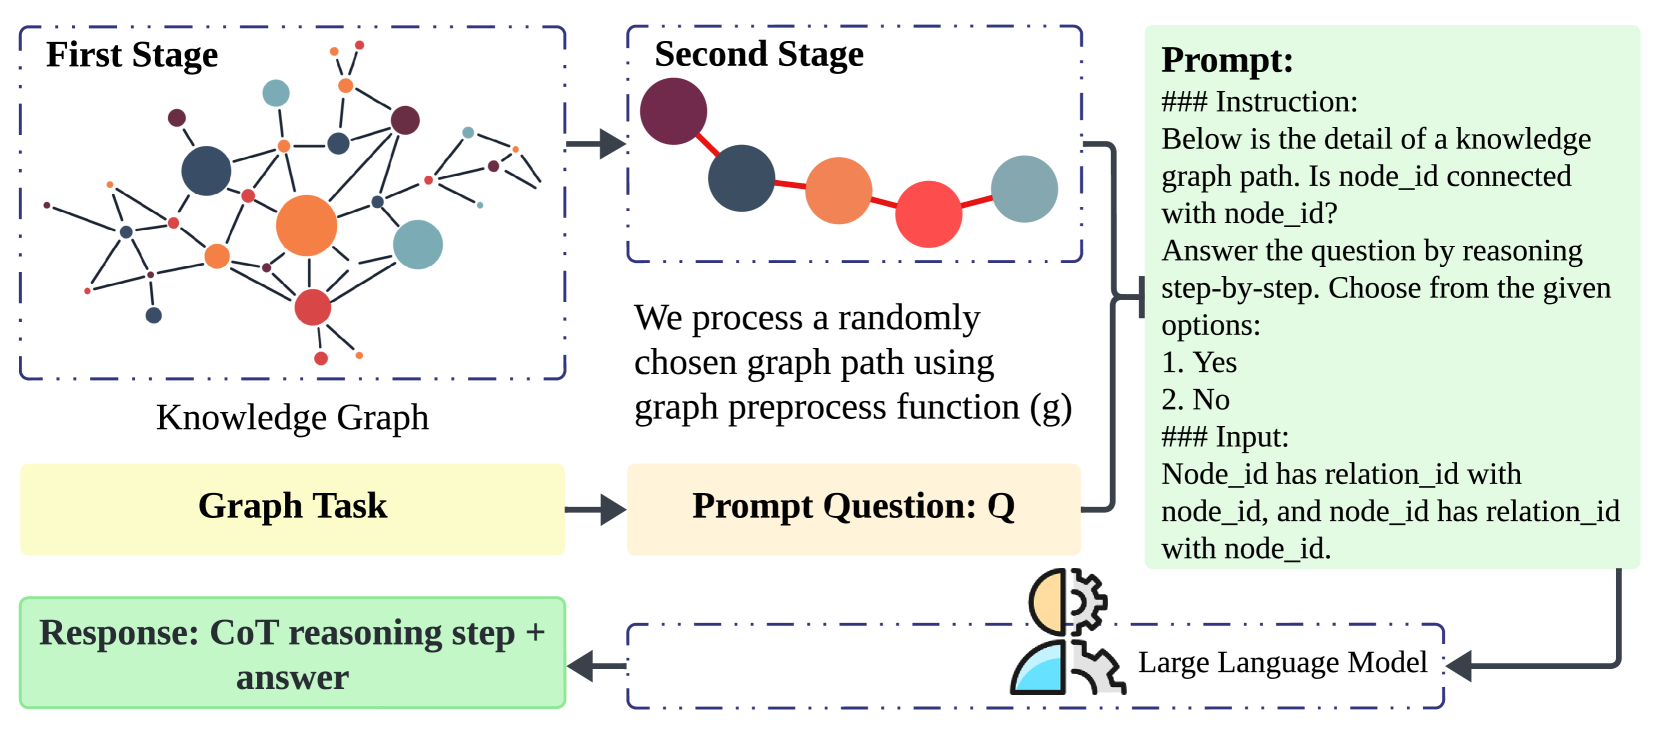 First Stage
Knowledge Graph
Second Stage
We process a randomly
chosen graph path using
graph preprocess function (g)
Graph Task
Prompt Question: Q
Prompt:
### Instruction:
Below is the detail of a knowledge
graph path. Is node_id connected
with node_id?
Answer the question by reasoning
step-by-step. Choose from the given
options:
1. Yes
2. No
### Input:
Node_id has relation_id with
node_id, and node_id has relation_id
with node_id.
Large Language Model
Response: CoT reasoning step +
answer